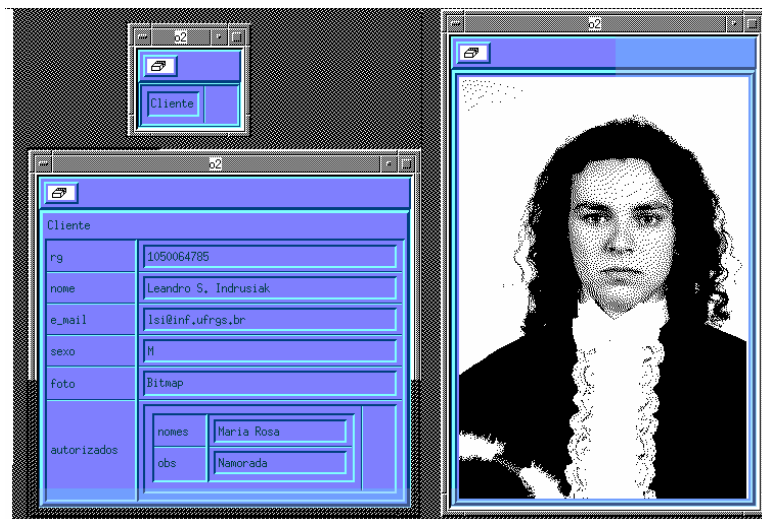 o2
Cliente
o2
Cliente
rg 1050064785
nome Leandro S. Indrusiak
e_mail lsi@inf.ufrgs.br
sexo M
foto Bitmap
autorizados
nomes Maria Rosa
obs Namorada
o2